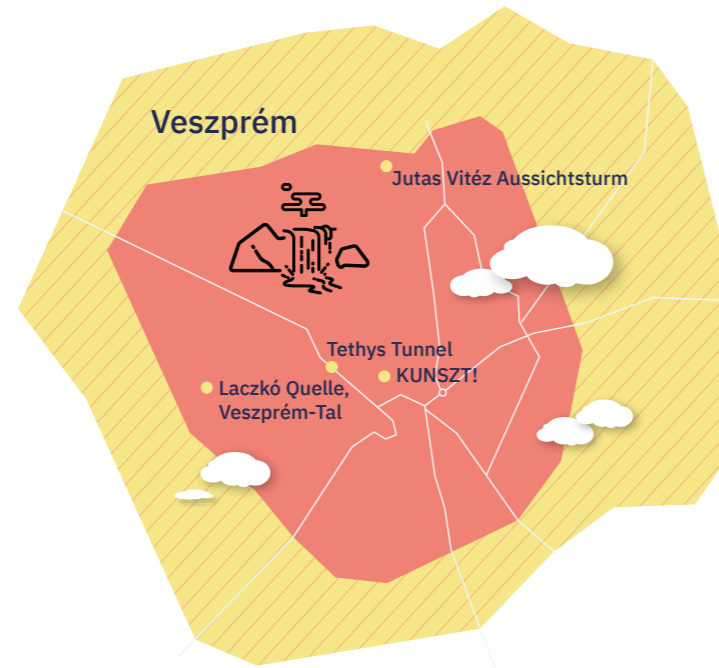 Veszprém
Jutas Vitéz Aussichtsturm
Tethys Tunnel
KUNSZT!
Laczkó Quelle,
Veszprém-Tal